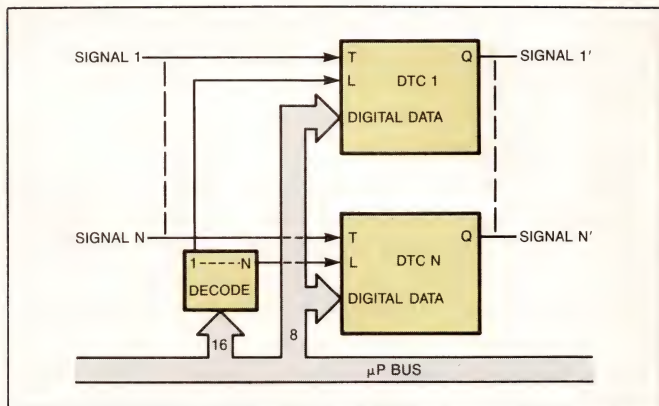 SIGNAL 1
T
Q
SIGNAL 1'
L
DTC 1
DIGITAL DATA
SIGNAL N
T
Q
SIGNAL N'
1-----N
L
DTC N
DECODE
DIGITAL DATA
16
8
μP BUS